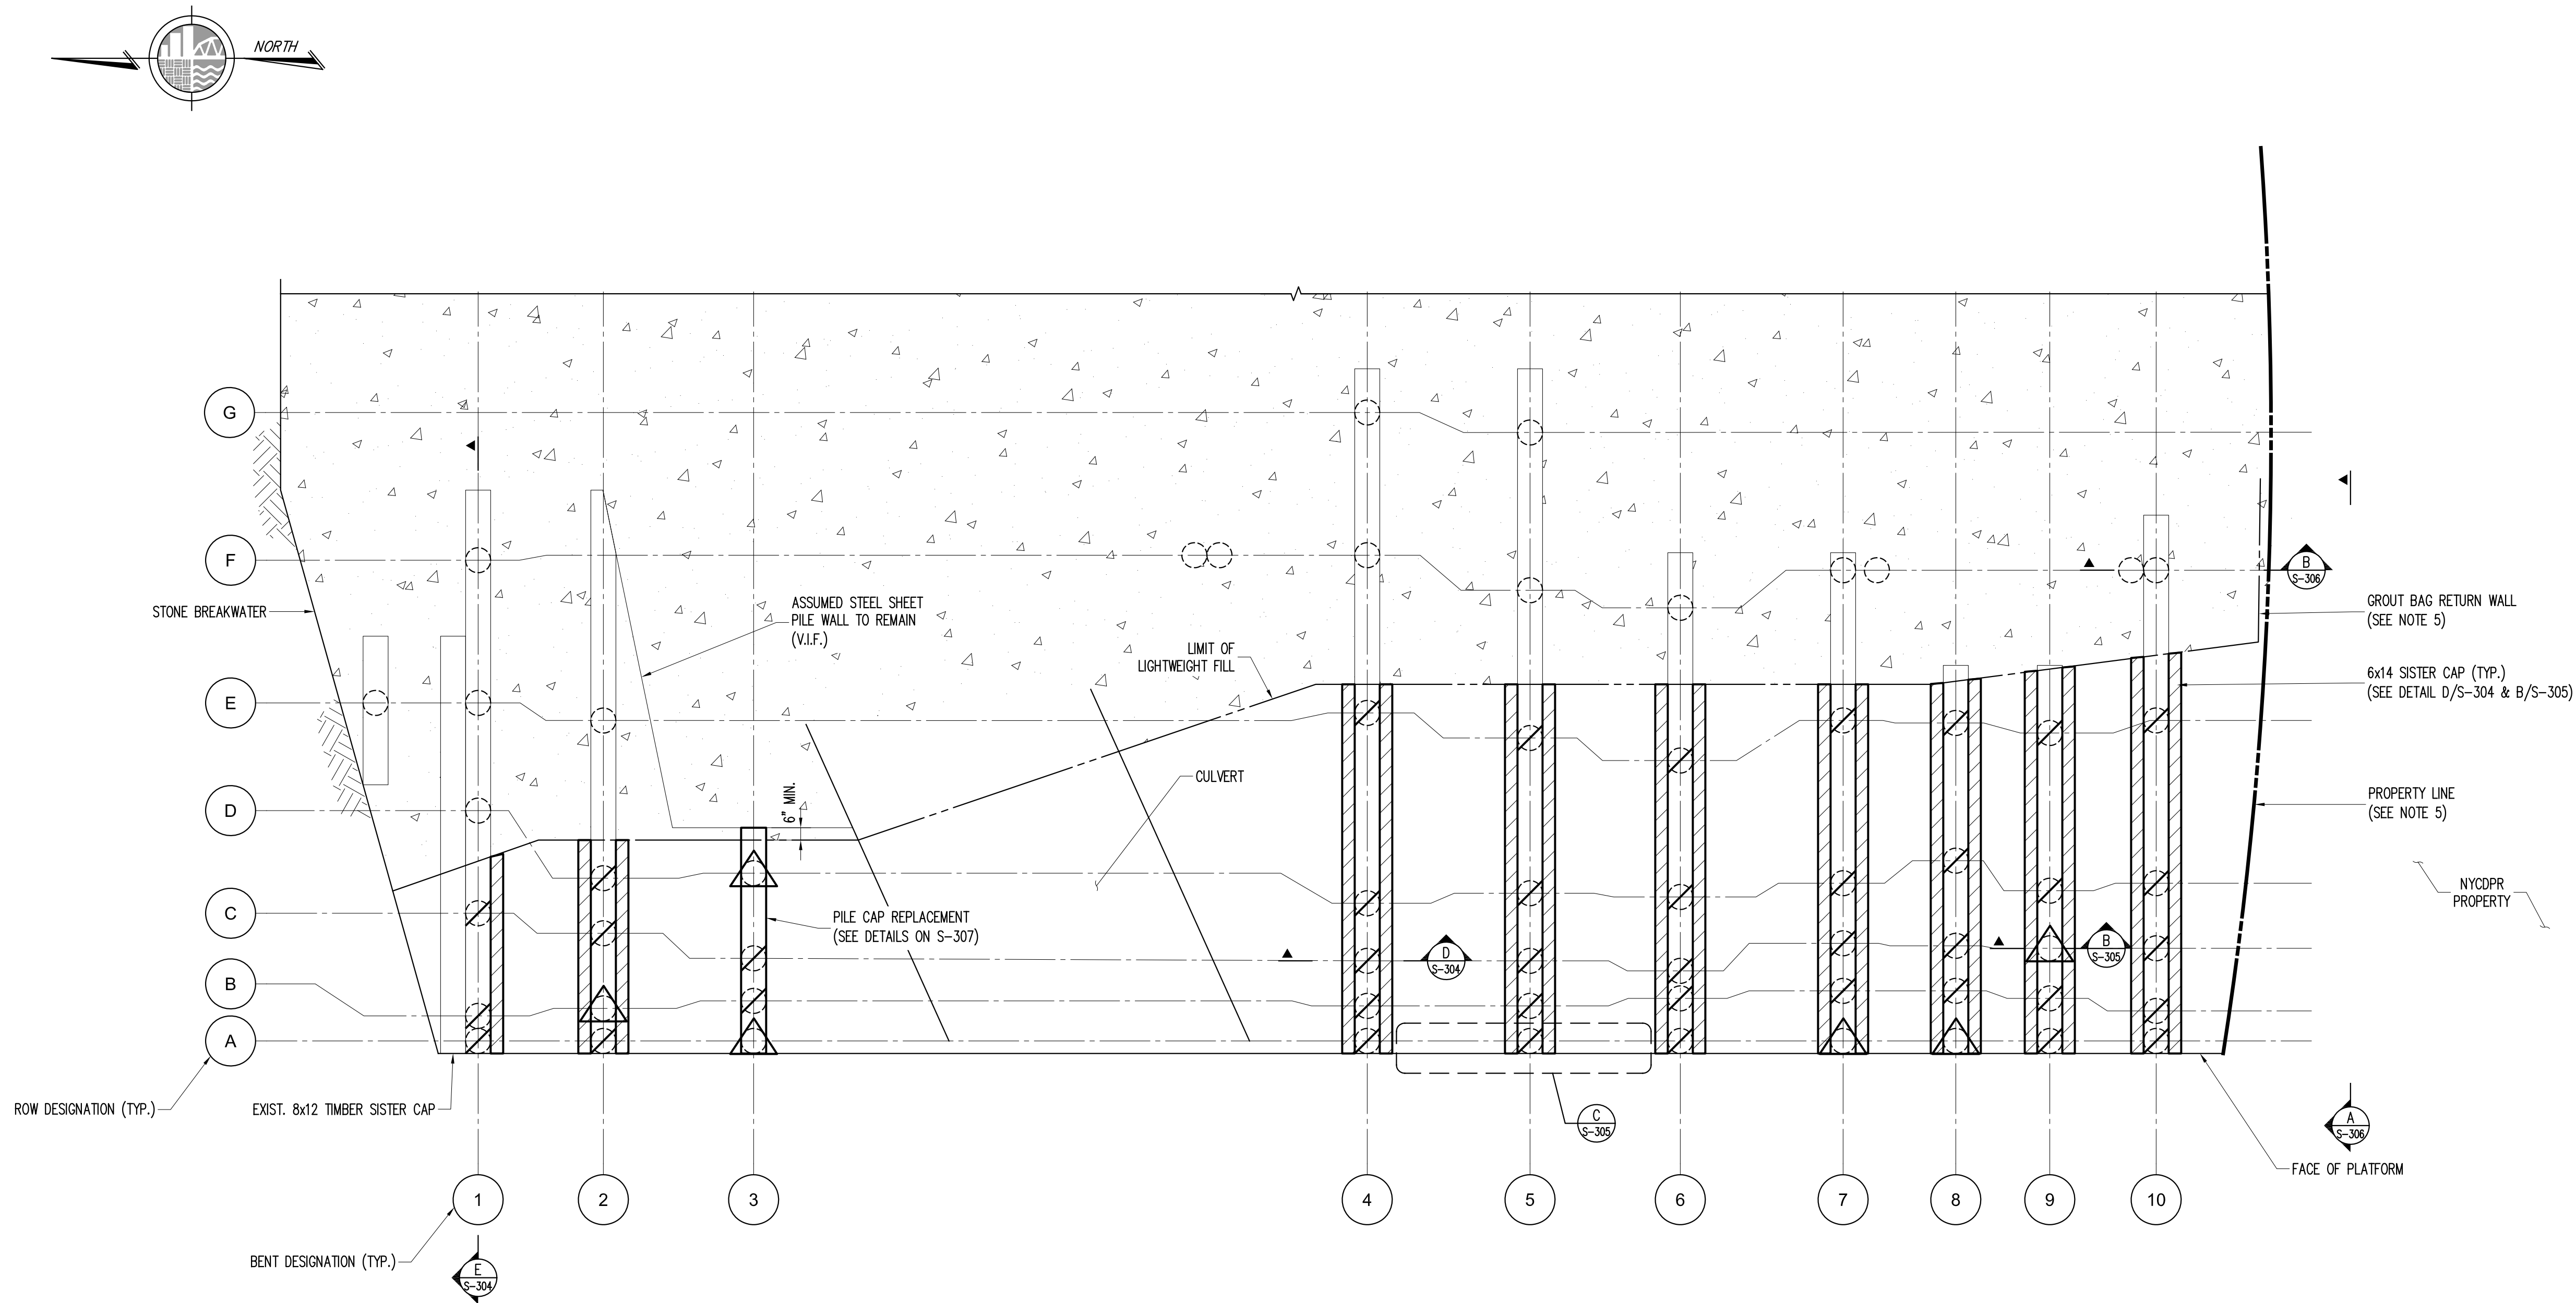 NORTH
G
F
B
S-306
STONE BREAKWATER
ASSUMED STEEL SHEET
PILE WALL TO REMAIN
(V.I.F.)
GROUT BAG RETURN WALL
(SEE NOTE 5)
LIMIT OF
LIGHTWEIGHT FILL
6x14 SISTER CAP (TYP.)
(SEE DETAIL D/S-304 & B/S-305)
E
CULVERT
6" MIN.
PROPERTY LINE
(SEE NOTE 5)
D
NYCDPR
PROPERTY
C
PILE CAP REPLACEMENT
(SEE DETAILS ON S-307)
D
S-304
B
S-305
B
A
ROW DESIGNATION (TYP.)
EXIST. 8x12 TIMBER SISTER CAP
C
S-305
A
S-306
FACE OF PLATFORM
1
2
3
4
5
6
7
8
9
10
BENT DESIGNATION (TYP.)
E
S-304